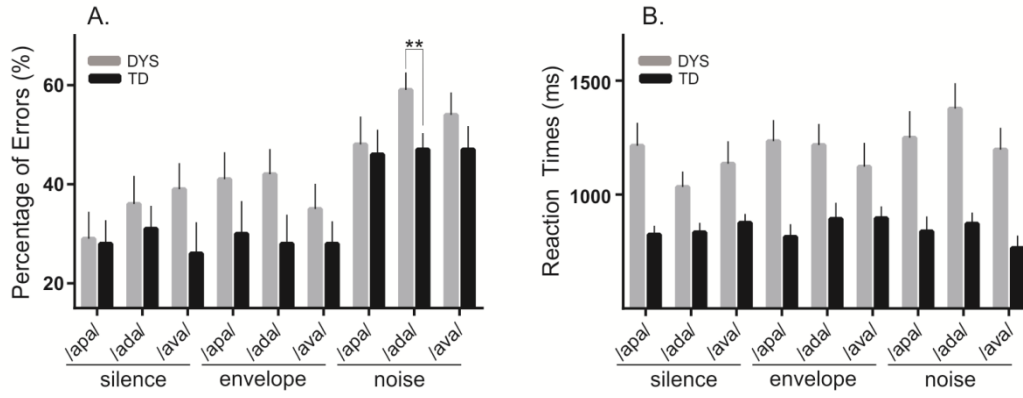 A.
Percentage of Errors (%)
DYS
TD
**
60
40
20
/apa/ /ada/ /ava/ /apa/ /ada/ /ava/ /apa/ /ada/ /ava/
silence envelope noise
B.
Reaction Times (ms)
DYS
TD
1500
1000
/apa/ /ada/ /ava/ /apa/ /ada/ /ava/ /apa/ /ada/ /ava/
silence envelope noise